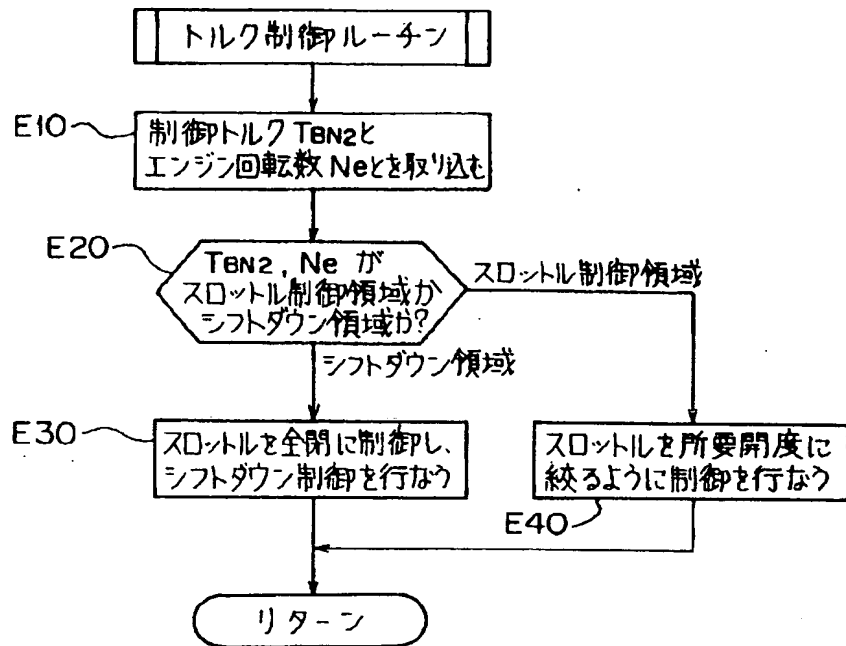 トルク制御ルーチン
E10
制御トルクTBN2と
エンジン回転数Neとを取り込む
E20
TBN2, Ne が
スロットル制御領域か
シフトダウン領域か?
スロットル制御領域
シフトダウン領域
E30
スロットルを全閉に制御し、
シフトダウン制御を行なう
スロットルを所要開度に
絞るように制御を行なう
E40
リターン